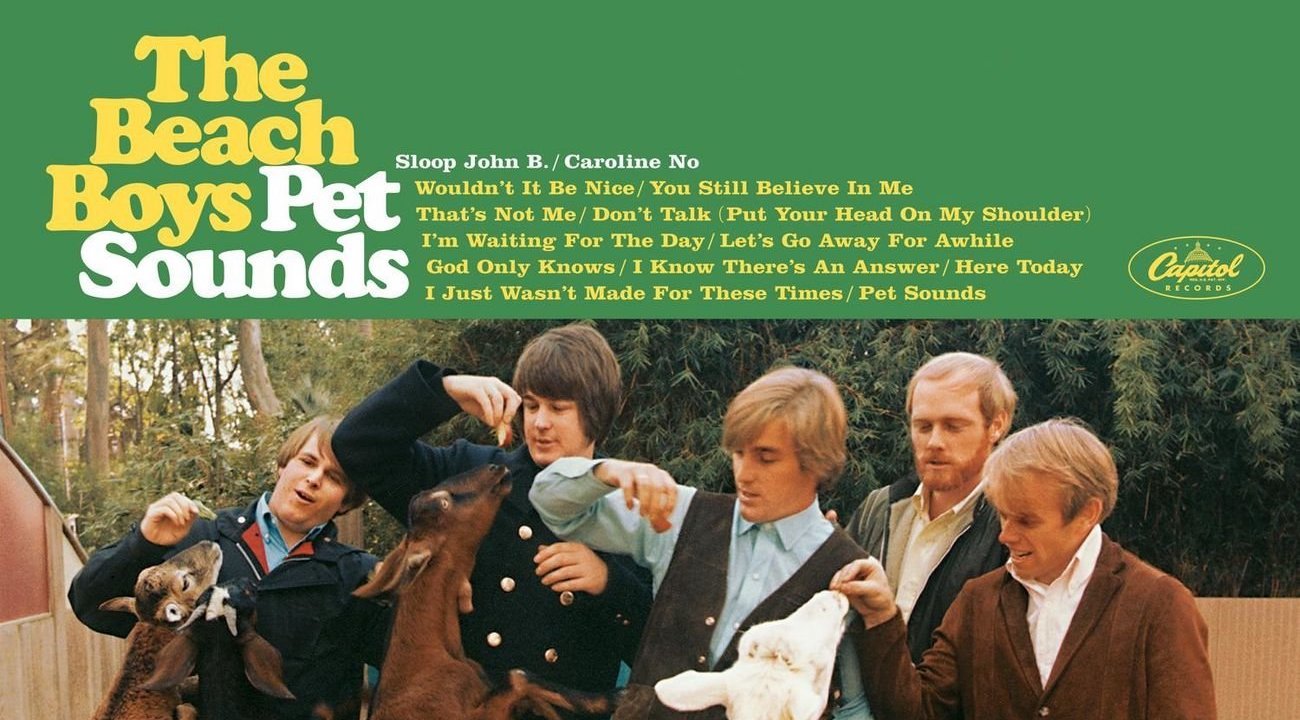 The
Beach
Boys Pet
Sounds
Sloop John B./Caroline No
Wouldn't It Be Nice/You Still Believe In Me
That's Not Me/Don't Talk (Put Your Head On My Shoulder)
I'm Waiting For The Day/Let's Go Away For Awhile
God Only Knows/I Know There's An Answer/Here Today
I Just Wasn't Made For These Times/Pet Sounds
Capitol
RECORDS